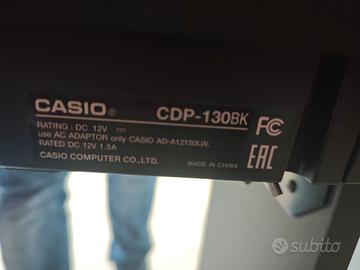 CASIO® CDP-130BK
RATING : DC 12V ⎓
use AC ADAPTOR only CASIO AD-A12150LW,
RATED DC 12V 1.5A
CASIO COMPUTER CO.,LTD.
MADE IN CHINA
FC
EAC
subito